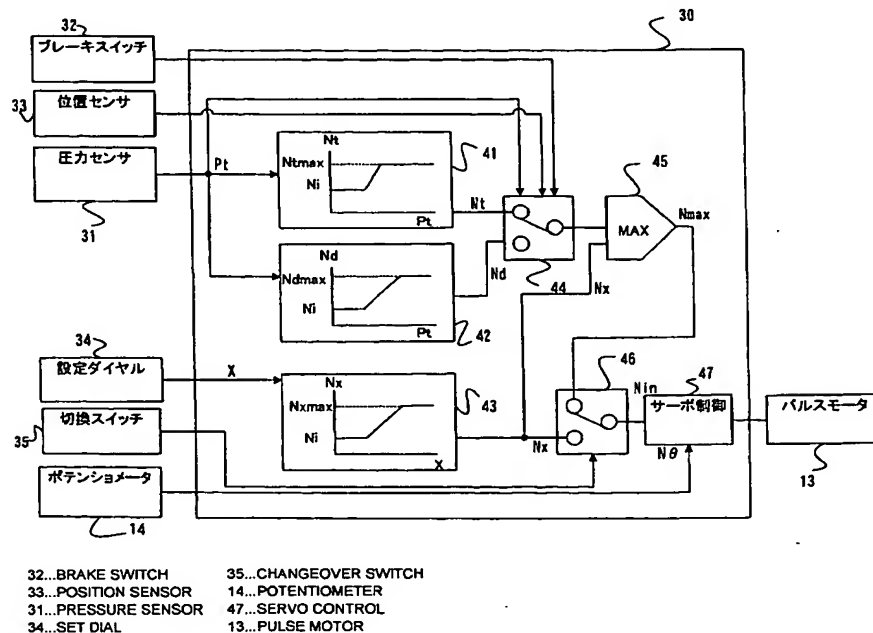 30
32
ブレーキスイッチ
33
位置センサ
圧力センサ
31
Pt
Nt
Ntmax
Ni
Pt
41
Nt
Nd
Ndmax
Ni
Pt
42
Nd
44
45
MAX
Nmax
Nx
34
設定ダイヤル
X
切換スイッチ
35
ポテンショメータ
14
Nx
Nxmax
Ni
X
43
Nx
46
Nin
47
サーボ制御
Nθ
パルスモータ
13
32...BRAKE SWITCH
33...POSITION SENSOR
31...PRESSURE SENSOR
34...SET DIAL
35...CHANGEOVER SWITCH
14...POTENTIOMETER
47...SERVO CONTROL
13...PULSE MOTOR